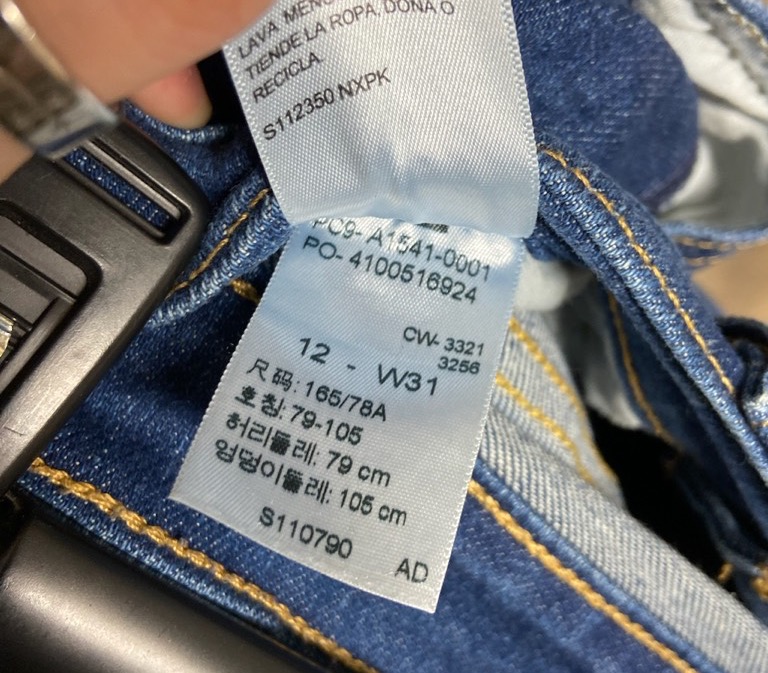 LAVA MENOS
TIENDE LA ROPA, DONA O
RECICLA.
S112350 NXPK
PC9- A1541-0001
PO- 4100516924
CW- 3321
3256
12 - W31
尺码: 165/78A
호칭: 79-105
허리둘레: 79 cm
엉덩이둘레: 105 cm
S110790 AD